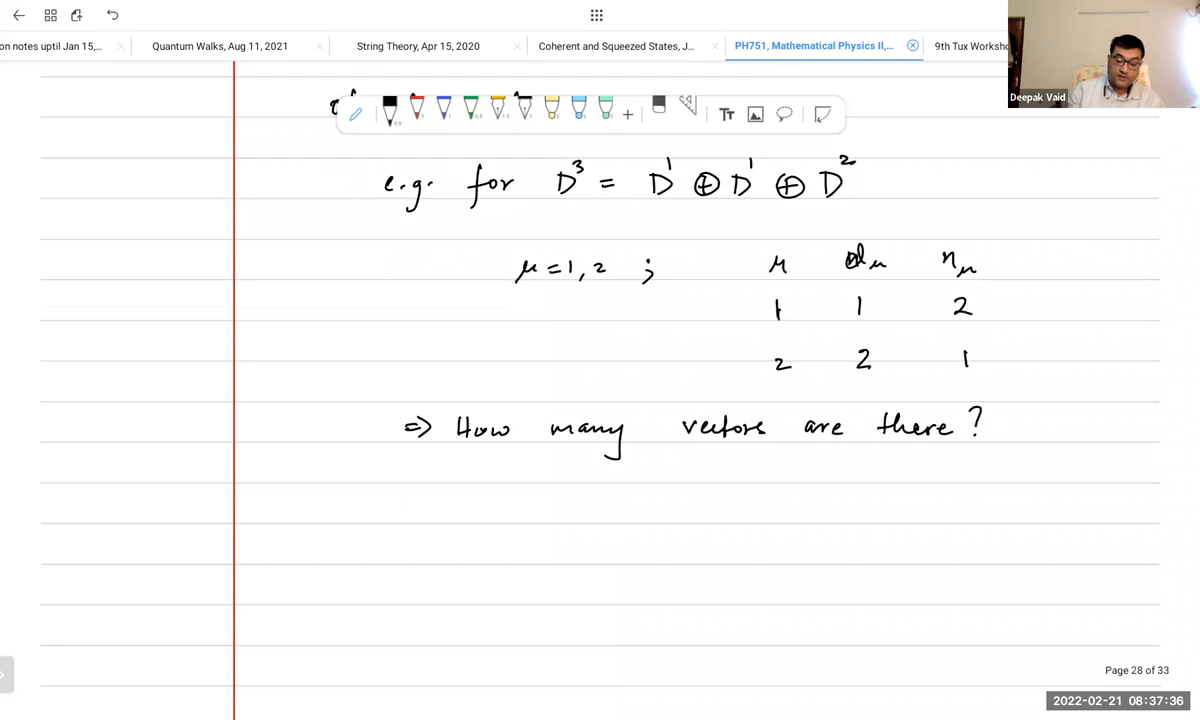 on notes uptil Jan 15,... Quantum Walks, Aug 11, 2021 String Theory, Apr 15, 2020 Coherent and Squeezed States, J... PH751, Mathematical Physics II,... 9th Tux Worksho
Deepak Vaid
Tт
e.g. for D³ = D¹ ⊕ D¹ ⊕ D²
μ = 1, 2 ; μ d_μ n_μ
1 1 2
2 2 1
⇒ How many vectors are there?
Page 28 of 33
2022-02-21 08:37:36